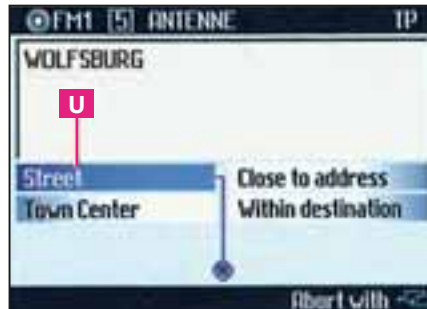 FM1 [5] ANTENNE TP
WOLFSBURG
U
Street Close to address
Town Center Within destination
Abort with